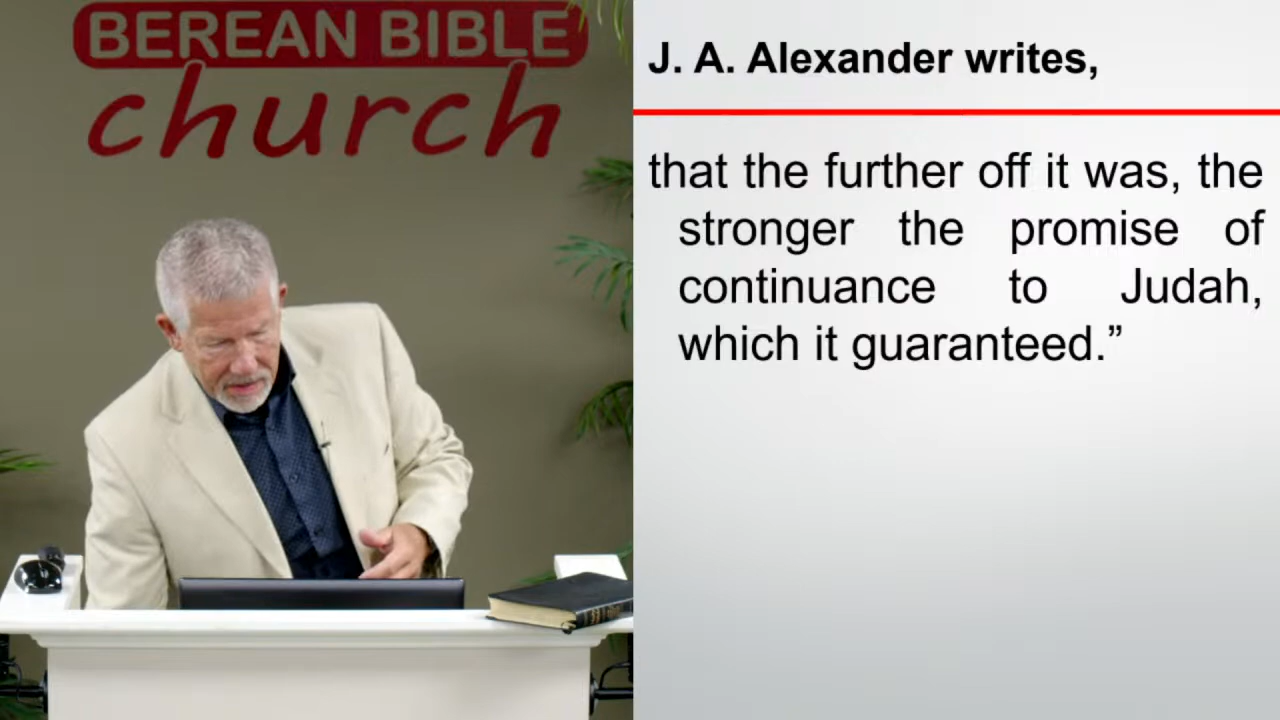 BEREAN BIBLE
church
J. A. Alexander writes,
that the further off it was, the
stronger the promise of
continuance to Judah,
which it guaranteed.”